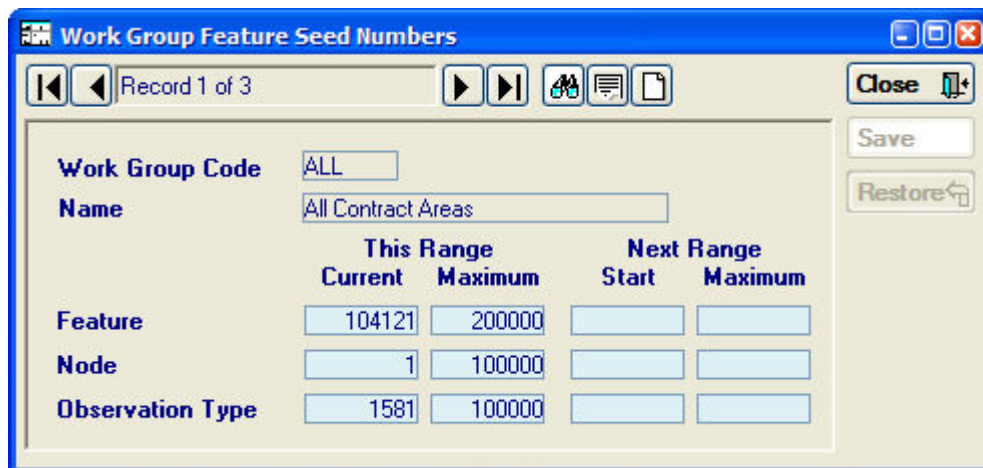 Work Group Feature Seed Numbers
Record 1 of 3
Close
Save
Restore
Work Group Code ALL
Name All Contract Areas
This Range Next Range
Current Maximum Start Maximum
Feature 104121 200000
Node 1 100000
Observation Type 1581 100000